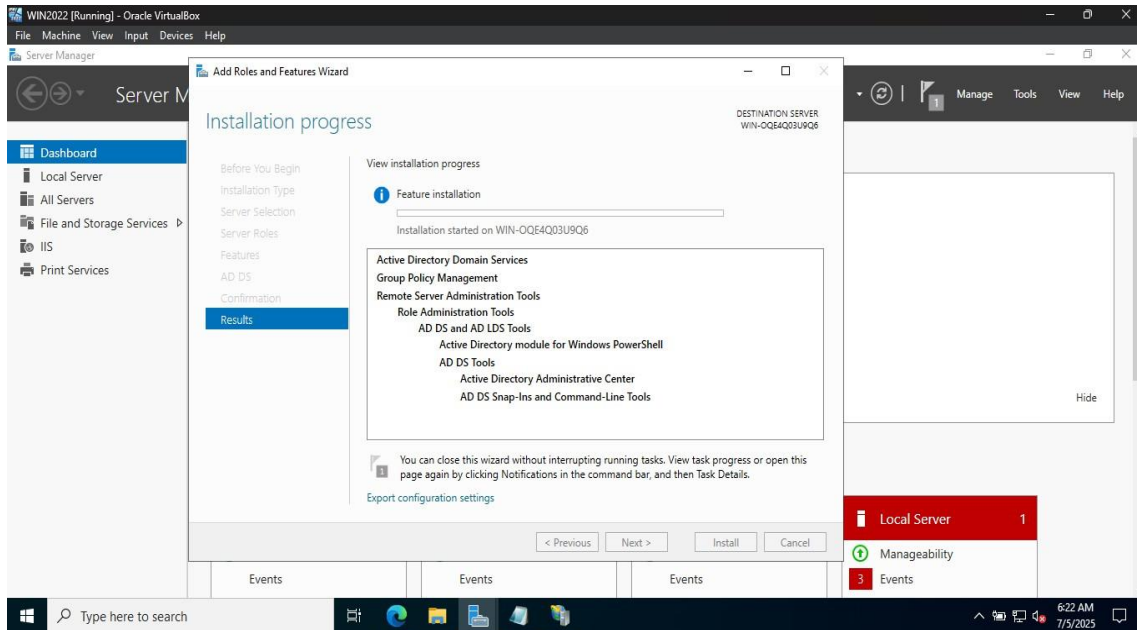 WIN2022 [Running] - Oracle VirtualBox
File Machine View Input Devices Help
Server Manager
Server M
1
Manage Tools View Help
Dashboard
Local Server
All Servers
File and Storage Services
IIS
Print Services
Add Roles and Features Wizard
Installation progress
DESTINATION SERVER
WIN-OQE4Q03U9Q6
Before You Begin
Installation Type
Server Selection
Server Roles
Features
AD DS
Confirmation
Results
View installation progress
Feature installation
Installation started on WIN-OQE4Q03U9Q6
Active Directory Domain Services
Group Policy Management
Remote Server Administration Tools
Role Administration Tools
AD DS and AD LDS Tools
Active Directory module for Windows PowerShell
AD DS Tools
Active Directory Administrative Center
AD DS Snap-Ins and Command-Line Tools
1
You can close this wizard without interrupting running tasks. View task progress or open this
page again by clicking Notifications in the command bar, and then Task Details.
Export configuration settings
< Previous Next > Install Cancel
Hide
Local Server 1
Manageability
3 Events
Events Events Events
Type here to search
6:22 AM
7/5/2025